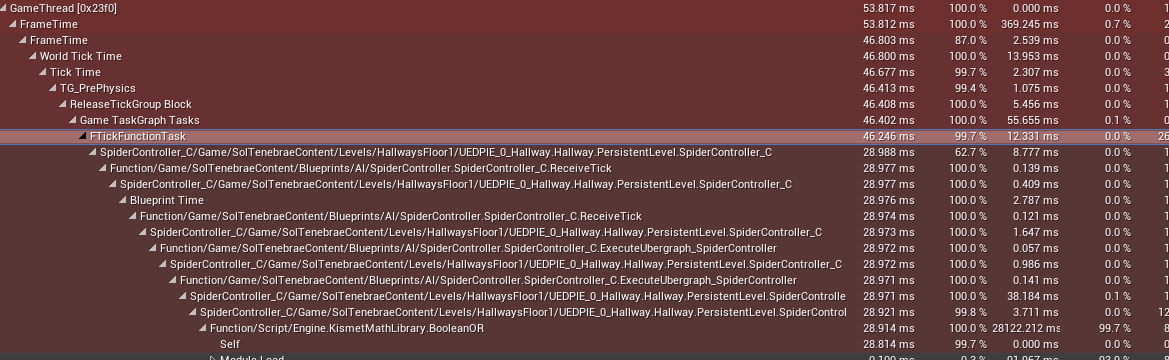 GameThread [0x23f0] 53.817 ms 100.0 % 0.000 ms 0.0 % 1
FrameTime 53.812 ms 100.0 % 369.245 ms 0.7 % 2
FrameTime 46.803 ms 87.0 % 2.539 ms 0.0 % 0
World Tick Time 46.800 ms 100.0 % 13.953 ms 0.0 % 0
Tick Time 46.677 ms 99.7 % 2.307 ms 0.0 % 3
TG_PrePhysics 46.413 ms 99.4 % 1.075 ms 0.0 % 1
ReleaseTickGroup Block 46.408 ms 100.0 % 5.456 ms 0.0 % 1
Game TaskGraph Tasks 46.402 ms 100.0 % 55.655 ms 0.1 % 0
FTickFunctionTask 46.246 ms 99.7 % 12.331 ms 0.0 % 26
SpiderController_C/Game/SolTenebraeContent/Levels/HallwaysFloor1/UEDPIE_0_Hallway.Hallway.PersistentLevel.SpiderController_C 28.988 ms 62.7 % 8.777 ms 0.0 % 1
Function/Game/SolTenebraeContent/Blueprints/AI/SpiderController.SpiderController_C.ReceiveTick 28.977 ms 100.0 % 0.139 ms 0.0 % 1
SpiderController_C/Game/SolTenebraeContent/Levels/HallwaysFloor1/UEDPIE_0_Hallway.Hallway.PersistentLevel.SpiderController_C 28.977 ms 100.0 % 0.409 ms 0.0 % 1
Blueprint Time 28.976 ms 100.0 % 2.787 ms 0.0 % 1
Function/Game/SolTenebraeContent/Blueprints/AI/SpiderController.SpiderController_C.ReceiveTick 28.974 ms 100.0 % 0.121 ms 0.0 % 1
SpiderController_C/Game/SolTenebraeContent/Levels/HallwaysFloor1/UEDPIE_0_Hallway.Hallway.PersistentLevel.SpiderController_C 28.973 ms 100.0 % 1.647 ms 0.0 % 1
Function/Game/SolTenebraeContent/Blueprints/AI/SpiderController.SpiderController_C.ExecuteUbergraph_SpiderController 28.972 ms 100.0 % 0.057 ms 0.0 % 1
SpiderController_C/Game/SolTenebraeContent/Levels/HallwaysFloor1/UEDPIE_0_Hallway.Hallway.PersistentLevel.SpiderController_C 28.972 ms 100.0 % 0.986 ms 0.0 % 1
Function/Game/SolTenebraeContent/Blueprints/AI/SpiderController.SpiderController_C.ExecuteUbergraph_SpiderController 28.971 ms 100.0 % 0.141 ms 0.0 % 1
SpiderController_C/Game/SolTenebraeContent/Levels/HallwaysFloor1/UEDPIE_0_Hallway.Hallway.PersistentLevel.SpiderControlle 28.971 ms 100.0 % 38.184 ms 0.1 % 1
SpiderController_C/Game/SolTenebraeContent/Levels/HallwaysFloor1/UEDPIE_0_Hallway.Hallway.PersistentLevel.SpiderControl 28.921 ms 99.8 % 3.711 ms 0.0 % 12
Function/Script/Engine.KismetMathLibrary.BooleanOR 28.914 ms 100.0 % 28122.212 ms 99.7 % 8
Self 28.814 ms 99.7 % 0.000 ms 0.0 % 0